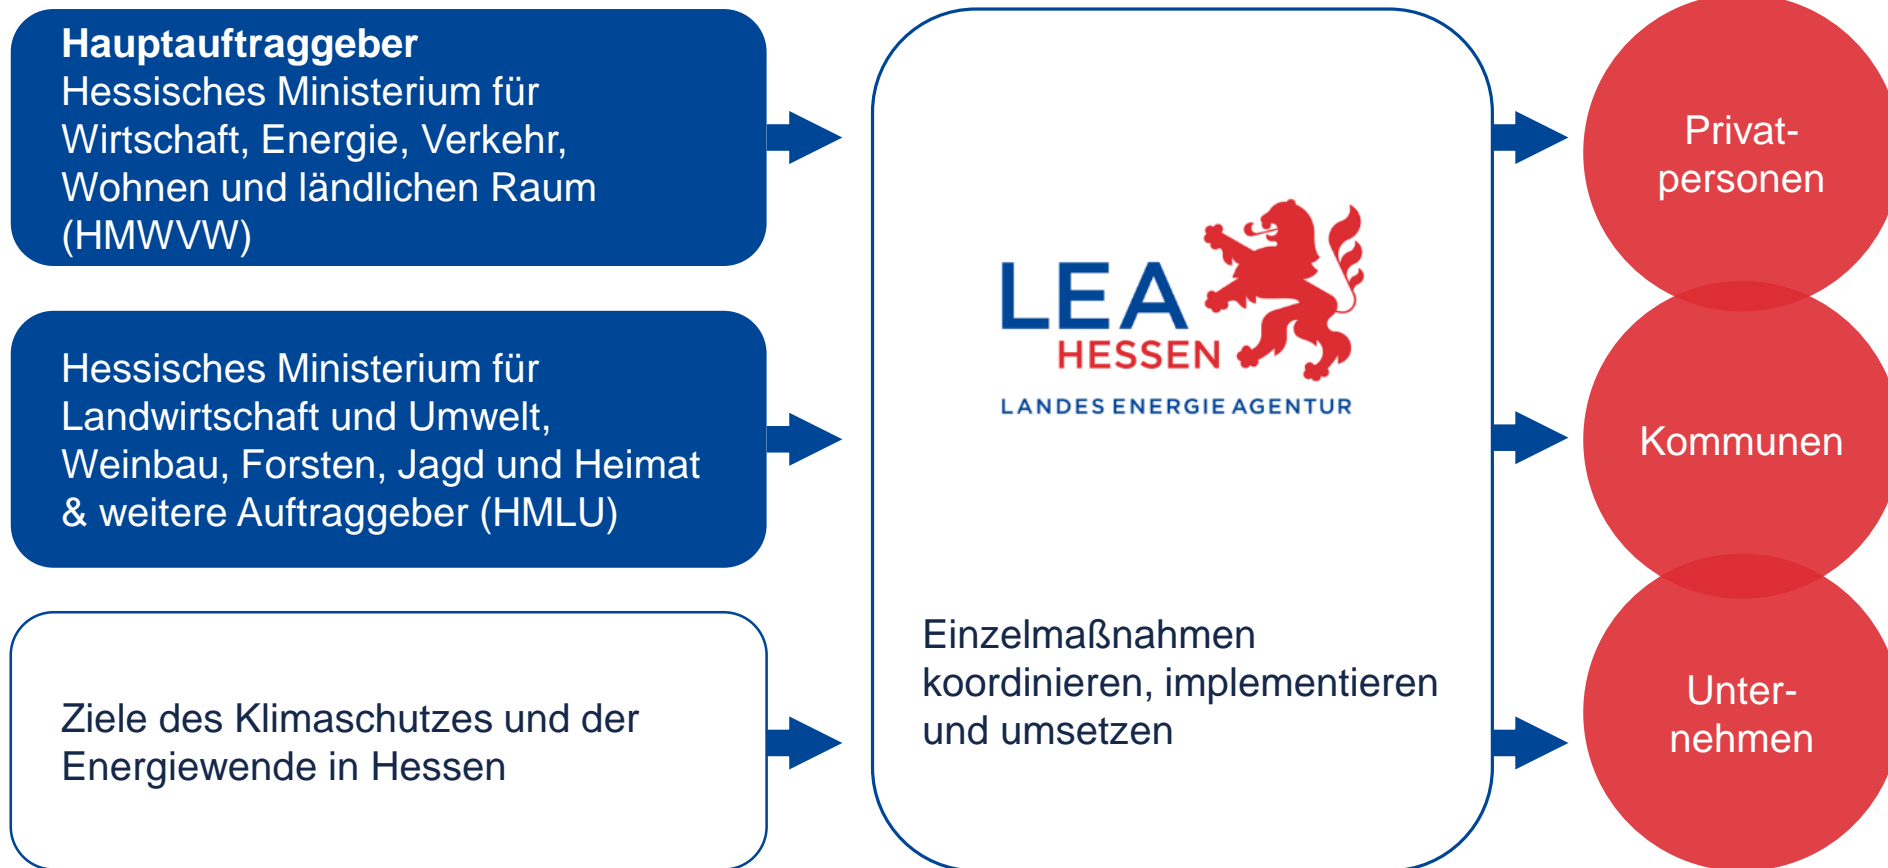 Hauptauftraggeber
Hessisches Ministerium für
Wirtschaft, Energie, Verkehr,
Wohnen und ländlichen Raum
(HMWVW)
Hessisches Ministerium für
Landwirtschaft und Umwelt,
Weinbau, Forsten, Jagd und Heimat
& weitere Auftraggeber (HMLU)
Ziele des Klimaschutzes und der
Energiewende in Hessen
LEA
HESSEN
LANDES ENERGIE AGENTUR
Einzelmaßnahmen
koordinieren, implementieren
und umsetzen
Privat-
personen
Kommunen
Unter-
nehmen